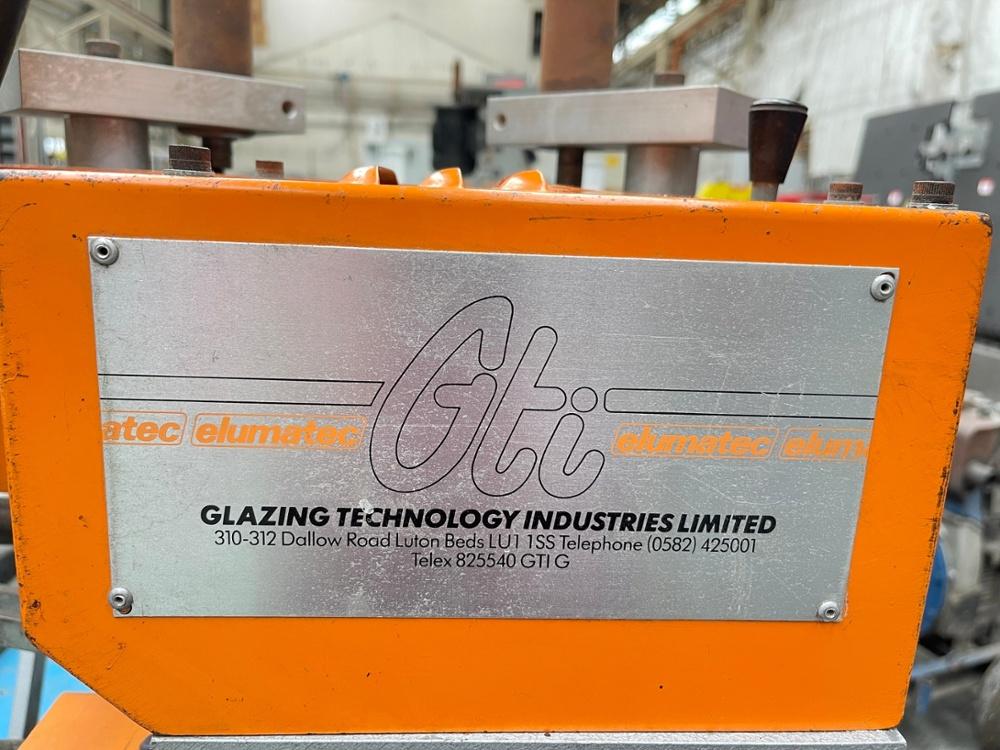 Gti
atec elumatec elumatec elum
GLAZING TECHNOLOGY INDUSTRIES LIMITED
310-312 Dallow Road Luton Beds LU1 1SS Telephone (0582) 425001
Telex 825540 GTI G